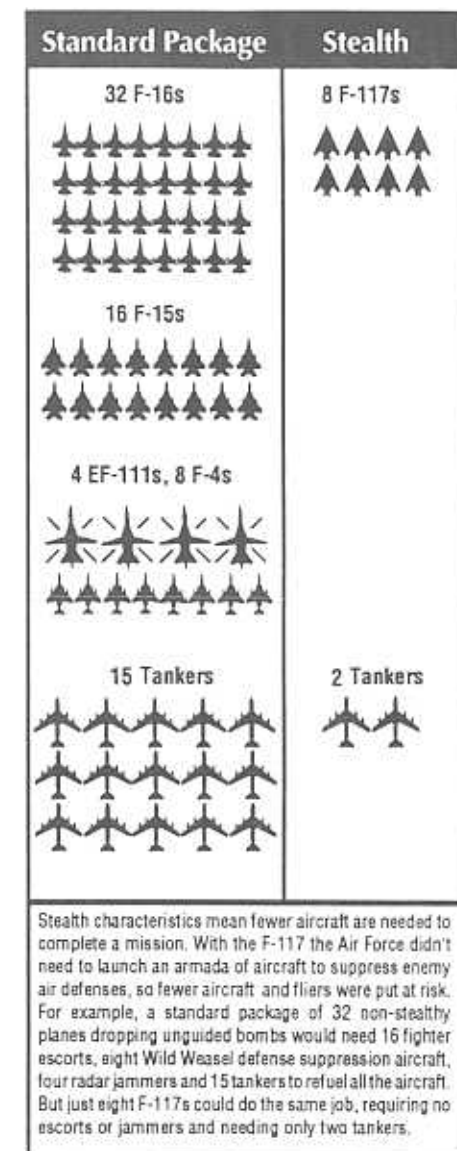 Standard Package
Stealth
32 F-16s
8 F-117s
16 F-15s
4 EF-111s, 8 F-4s
15 Tankers
2 Tankers
Stealth characteristics mean fewer aircraft are needed to
complete a mission. With the F-117 the Air Force didn't
need to launch an armada of aircraft to suppress enemy
air defenses, so fewer aircraft and fliers were put at risk.
For example, a standard package of 32 non-stealthy
planes dropping unguided bombs would need 16 fighter
escorts, eight Wild Weasel defense suppression aircraft,
four radar jammers and 15 tankers to refuel all the aircraft.
But just eight F-117s could do the same job, requiring no
escorts or jammers and needing only two tankers.